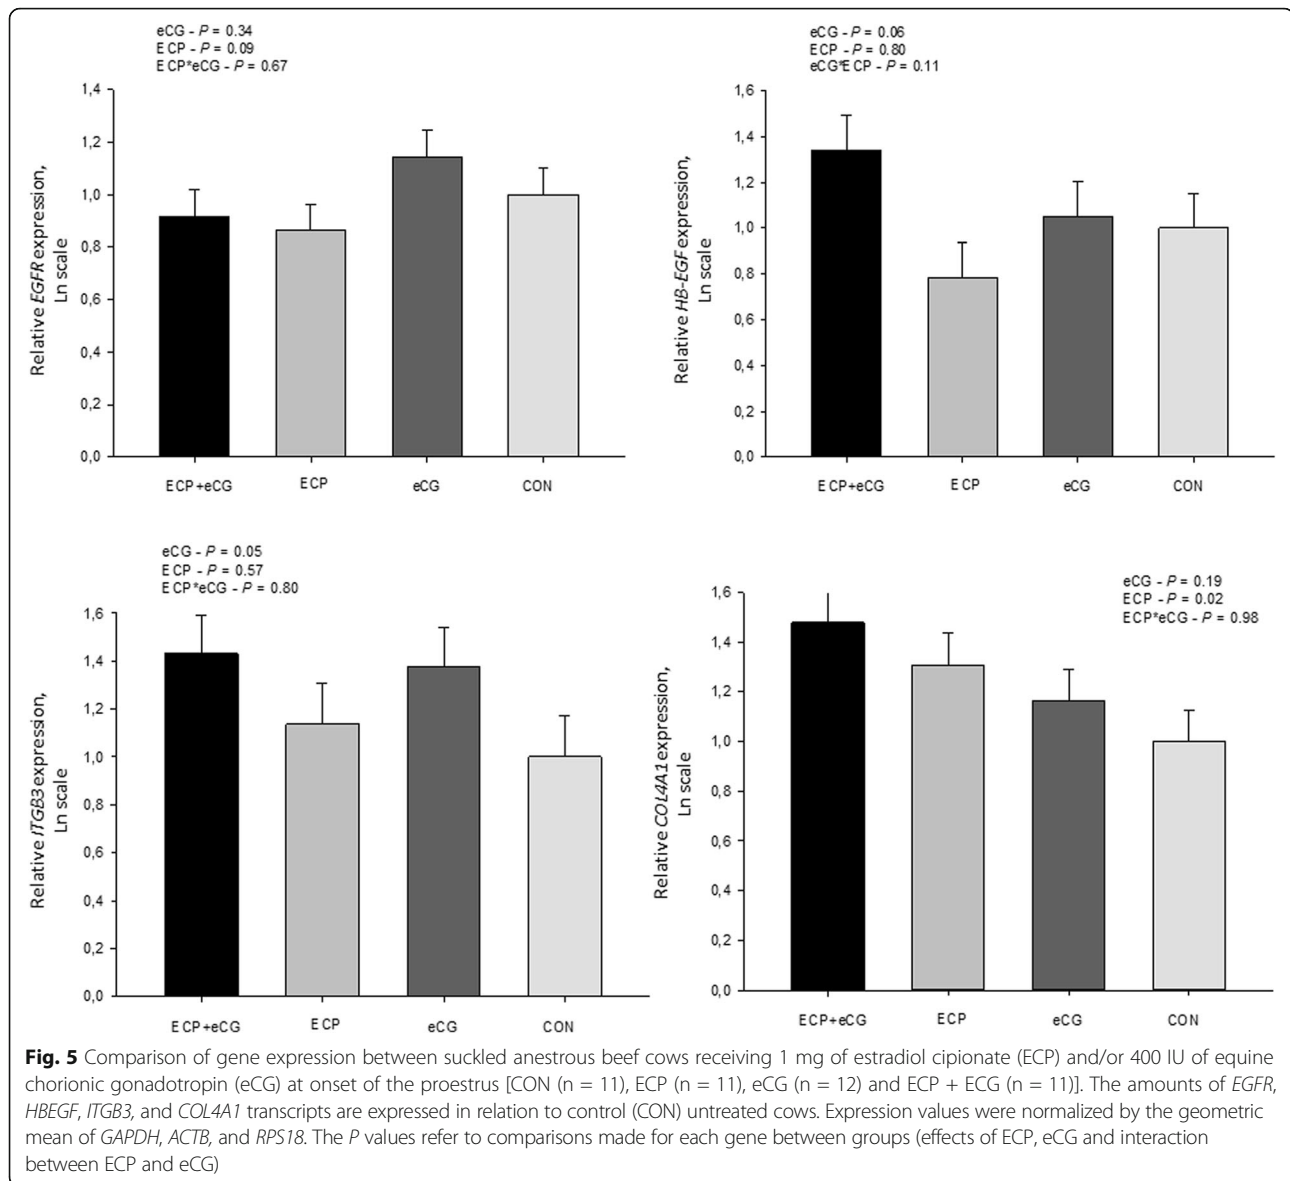 eCG - P = 0.34
ECP - P = 0.09
ECP*eCG - P = 0.67
Relative EGFR expression,
Ln scale
1,4
1,2
1,0
0,8
0,6
0,4
0,2
0,0
ECP+eCG
ECP
eCG
CON
eCG - P = 0.06
ECP - P = 0.80
eCG*ECP - P = 0.11
Relative HB-EGF expression,
Ln scale
1,6
1,4
1,2
1,0
0,8
0,6
0,4
0,2
0,0
ECP+eCG
ECP
eCG
CON
eCG - P = 0.05
ECP - P = 0.57
ECP*eCG - P = 0.80
Relative ITGB3 expression,
Ln scale
1,6
1,4
1,2
1,0
0,8
0,6
0,4
0,2
0,0
ECP+eCG
ECP
eCG
CON
eCG - P = 0.19
ECP - P = 0.02
ECP*eCG - P = 0.98
Relative COL4A1 expression,
Ln scale
1,6
1,4
1,2
1,0
0,8
0,6
0,4
0,2
0,0
ECP+eCG
ECP
eCG
CON
Fig. 5 Comparison of gene expression between suckled anestrous beef cows receiving 1 mg of estradiol cipionate (ECP) and/or 400 IU of equine
chorionic gonadotropin (eCG) at onset of the proestrus [CON (n = 11), ECP (n = 11), eCG (n = 12) and ECP + ECG (n = 11)]. The amounts of EGFR,
HBEGF, ITGB3, and COL4A1 transcripts are expressed in relation to control (CON) untreated cows. Expression values were normalized by the geometric
mean of GAPDH, ACTB, and RPS18. The P values refer to comparisons made for each gene between groups (effects of ECP, eCG and interaction
between ECP and eCG)